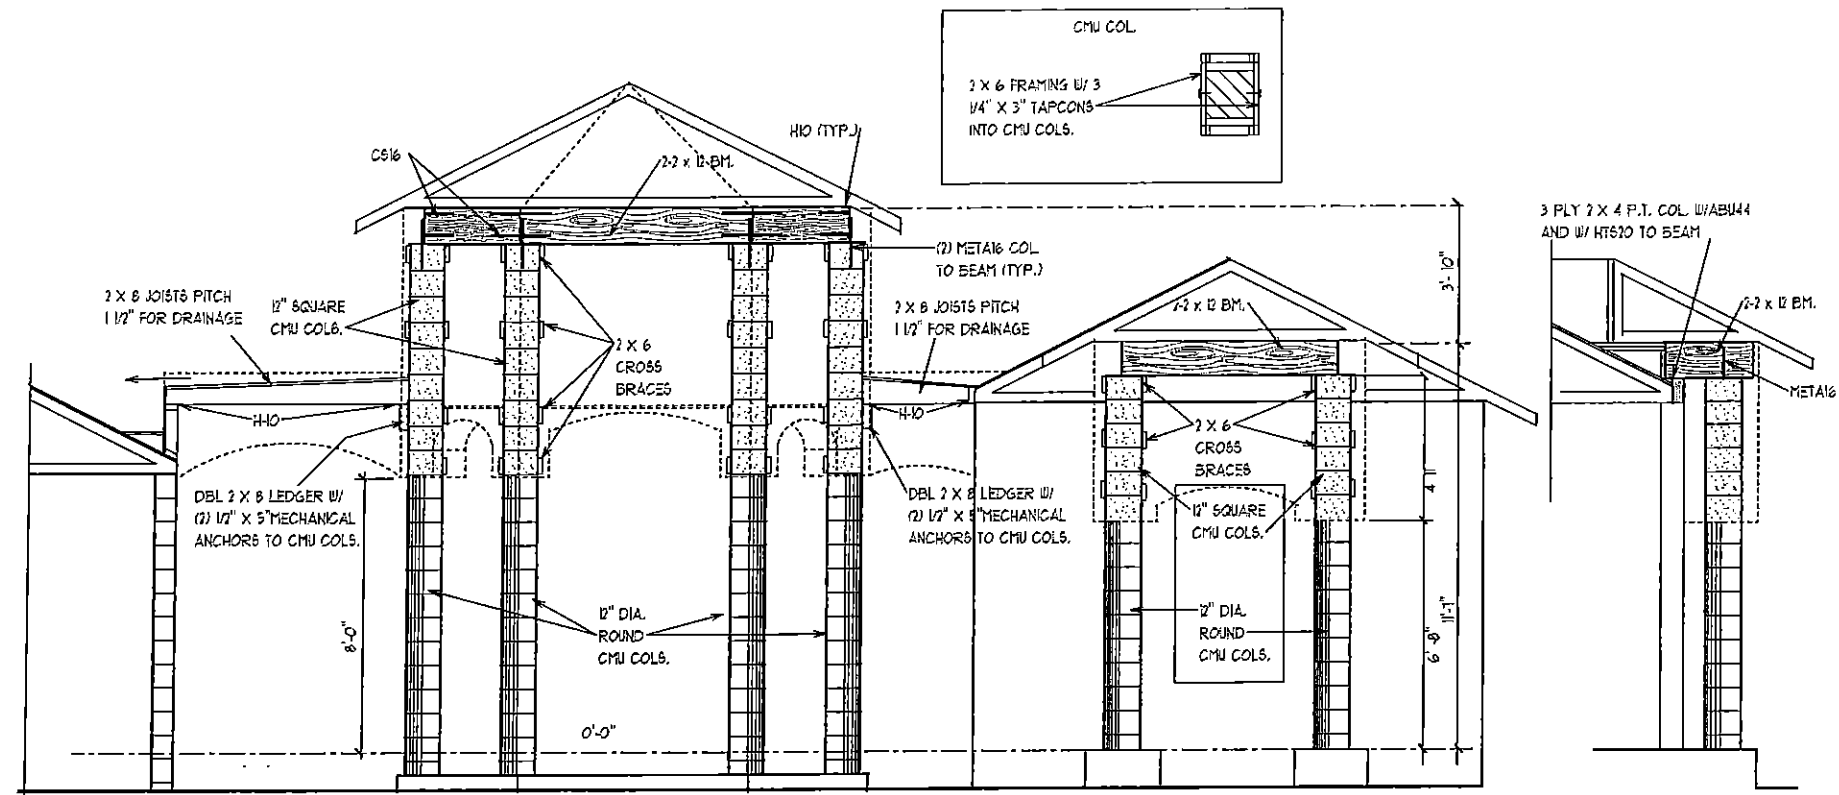 CMU COL.
2 X 6 FRAMING W/ 3
1/4" X 3" TAPCONS
INTO CMU COLS.
H10 (TYP.)
CS16
2-2 x 12 BM.
(2) META16 COL
TO BEAM (TYP.)
3 PLY 2 X 4 P.T. COL. W/ABU44
AND W/ HTS20 TO BEAM
3'-10"
2 X 8 JOISTS PITCH
1 1/2" FOR DRAINAGE
12" SQUARE
CMU COLS.
2 X 6
CROSS
BRACES
2 X 8 JOISTS PITCH
1 1/2" FOR DRAINAGE
2-2 x 12 BM.
2-2 x 12 BM.
META16
H-10
H-10
2 X 6
CROSS
BRACES
DBL 2 X 8 LEDGER W/
(2) 1/2" X 5" MECHANICAL
ANCHORS TO CMU COLS.
DBL 2 X 8 LEDGER W/
(2) 1/2" X 5" MECHANICAL
ANCHORS TO CMU COLS.
12" SQUARE
CMU COLS.
8'-0"
12" DIA.
ROUND
CMU COLS.
12" DIA.
ROUND
CMU COLS.
6'-8"
11'-7"
0'-0"